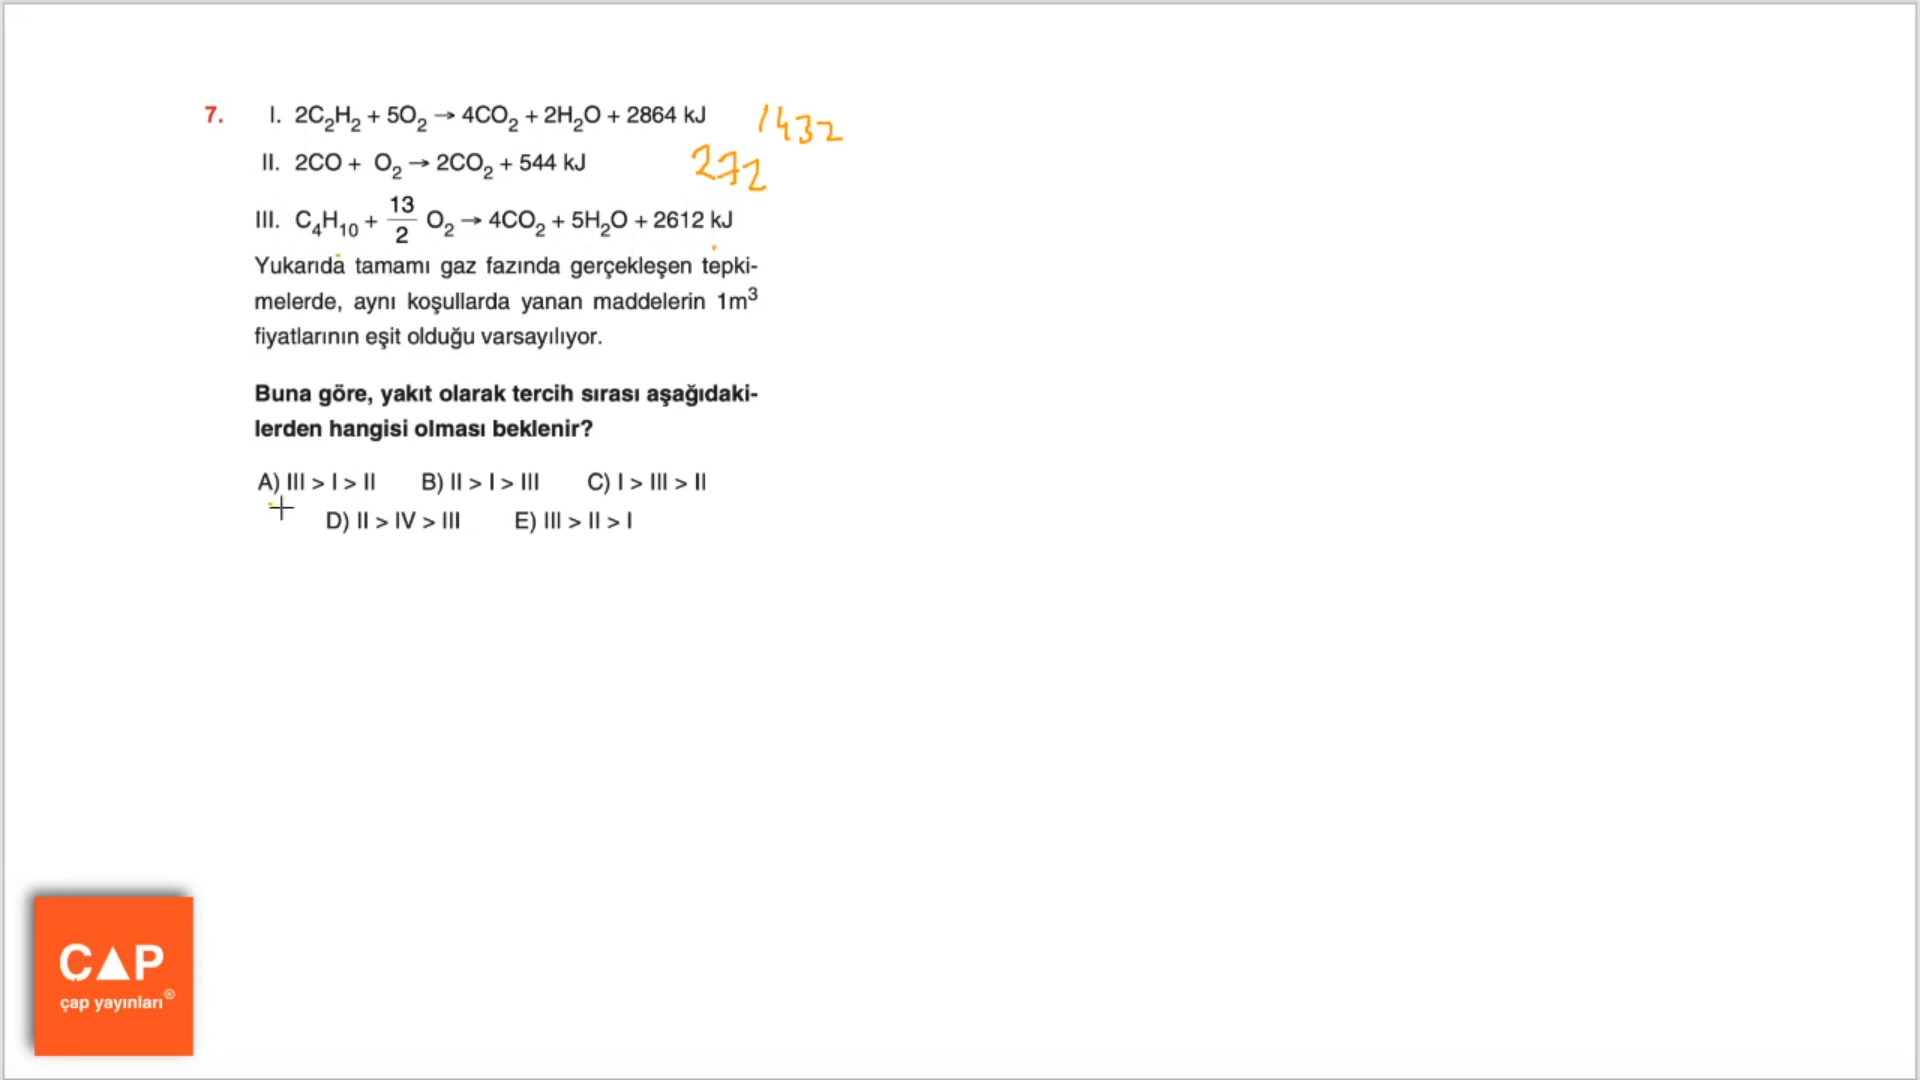 7. I. 2C₂H₂ + 5O₂ → 4CO₂ + 2H₂O + 2864 kJ 1432
II. 2CO + O₂ → 2CO₂ + 544 kJ 272
III. C₄H₁₀ + 13/2 O₂ → 4CO₂ + 5H₂O + 2612 kJ
Yukarıda tamamı gaz fazında gerçekleşen tepki-
melerde, aynı koşullarda yanan maddelerin 1m³
fiyatlarının eşit olduğu varsayılıyor.
Buna göre, yakıt olarak tercih sırası aşağıdaki-
lerden hangisi olması beklenir?
A) III > I > II B) II > I > III C) I > III > II
D) II > IV > III E) III > II > I
CAP
çap yayınları®